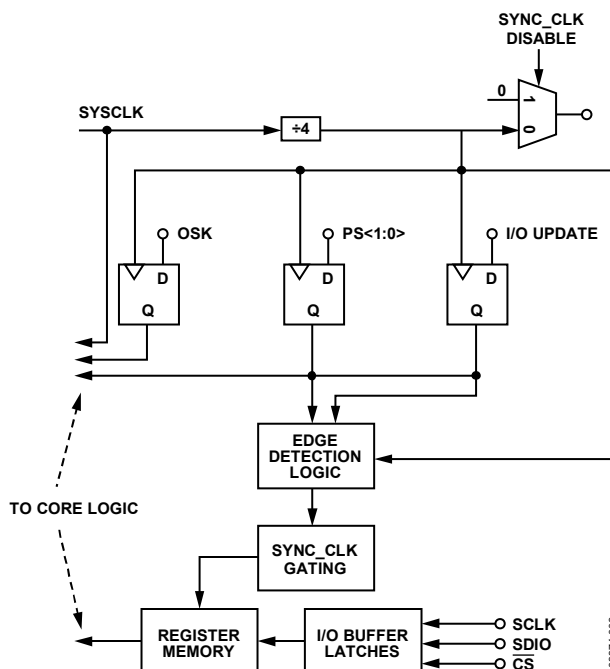 SYNC_CLK
DISABLE
0
SYSCLK
1
÷4
0
OSK
PS<1:0>
I/O UPDATE
D
D
D
Q
Q
Q
EDGE
DETECTION
LOGIC
TO CORE LOGIC
SYNC_CLK
GATING
REGISTER
MEMORY
I/O BUFFER
LATCHES
SCLK
SDIO
CS